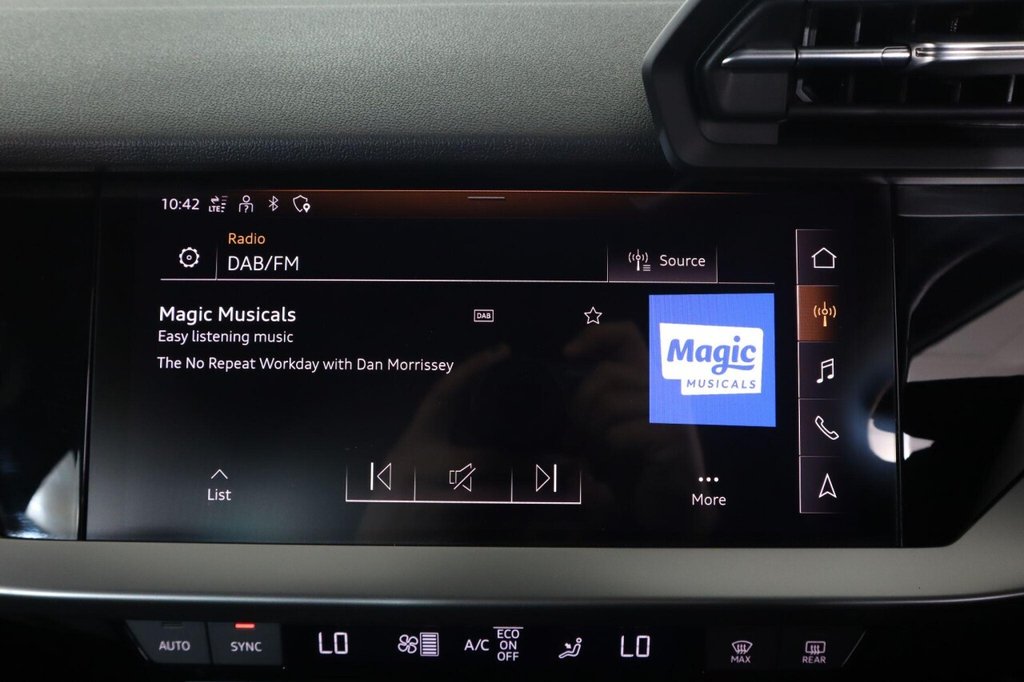 10:42 LTE
Radio
DAB/FM
Source
Magic Musicals
DAB
Easy listening music
The No Repeat Workday with Dan Morrissey
Magic
MUSICALS
List
More
AUTO
SYNC
LO
A/C
ECO
ON
OFF
LO
MAX
REAR